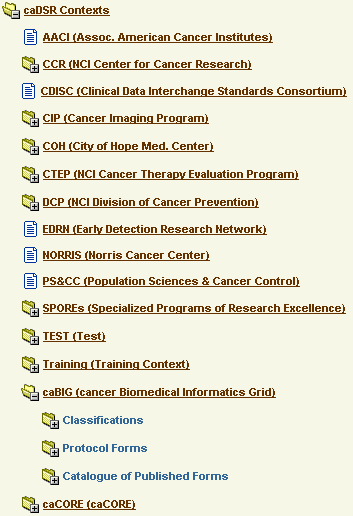 caDSR Contexts
AACI (Assoc. American Cancer Institutes)
CCR (NCI Center for Cancer Research)
CDISC (Clinical Data Interchange Standards Consortium)
CIP (Cancer Imaging Program)
COH (City of Hope Med. Center)
CTEP (NCI Cancer Therapy Evaluation Program)
DCP (NCI Division of Cancer Prevention)
EDRN (Early Detection Research Network)
NORRIS (Norris Cancer Center)
PS&CC (Population Sciences & Cancer Control)
SPOREs (Specialized Programs of Research Excellence)
TEST (Test)
Training (Training Context)
caBIG (cancer Biomedical Informatics Grid)
Classifications
Protocol Forms
Catalogue of Published Forms
caCORE (caCORE)